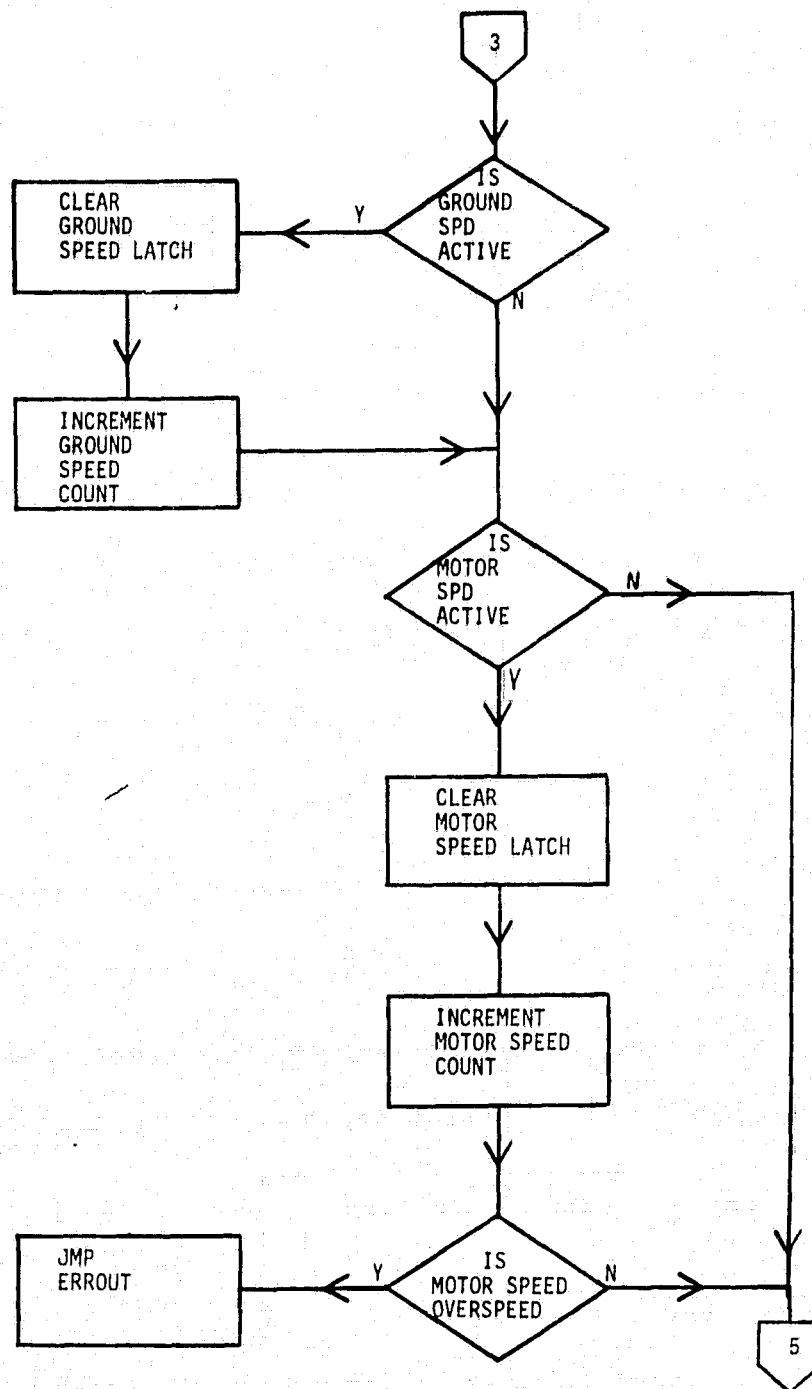 3
IS
GROUND
SPD
ACTIVE
Y
N
CLEAR
GROUND
SPEED LATCH
INCREMENT
GROUND
SPEED
COUNT
IS
MOTOR
SPD
ACTIVE
N
Y
CLEAR
MOTOR
SPEED LATCH
INCREMENT
MOTOR SPEED
COUNT
IS
MOTOR SPEED
OVERSPEED
Y
N
JMP
ERROUT
5